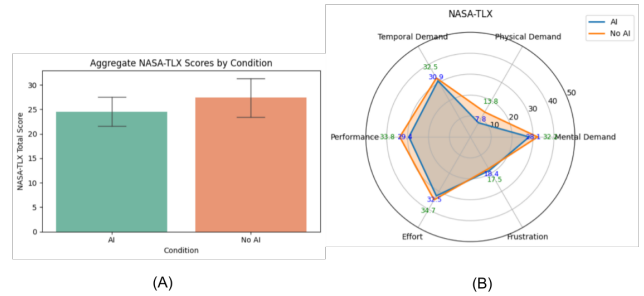 Aggregate NASA-TLX Scores by Condition
NASA-TLX Total Score
30
25
20
15
10
5
0
AI
No AI
Condition
(A)
NASA-TLX
AI
No AI
Temporal Demand
Physical Demand
32.5
30.9
50
40
30
20
10
13.8
7.8
Performance
33.8
29.4
Mental Demand
18.4
17.5
32.5
34.7
Effort
Frustration
(B)